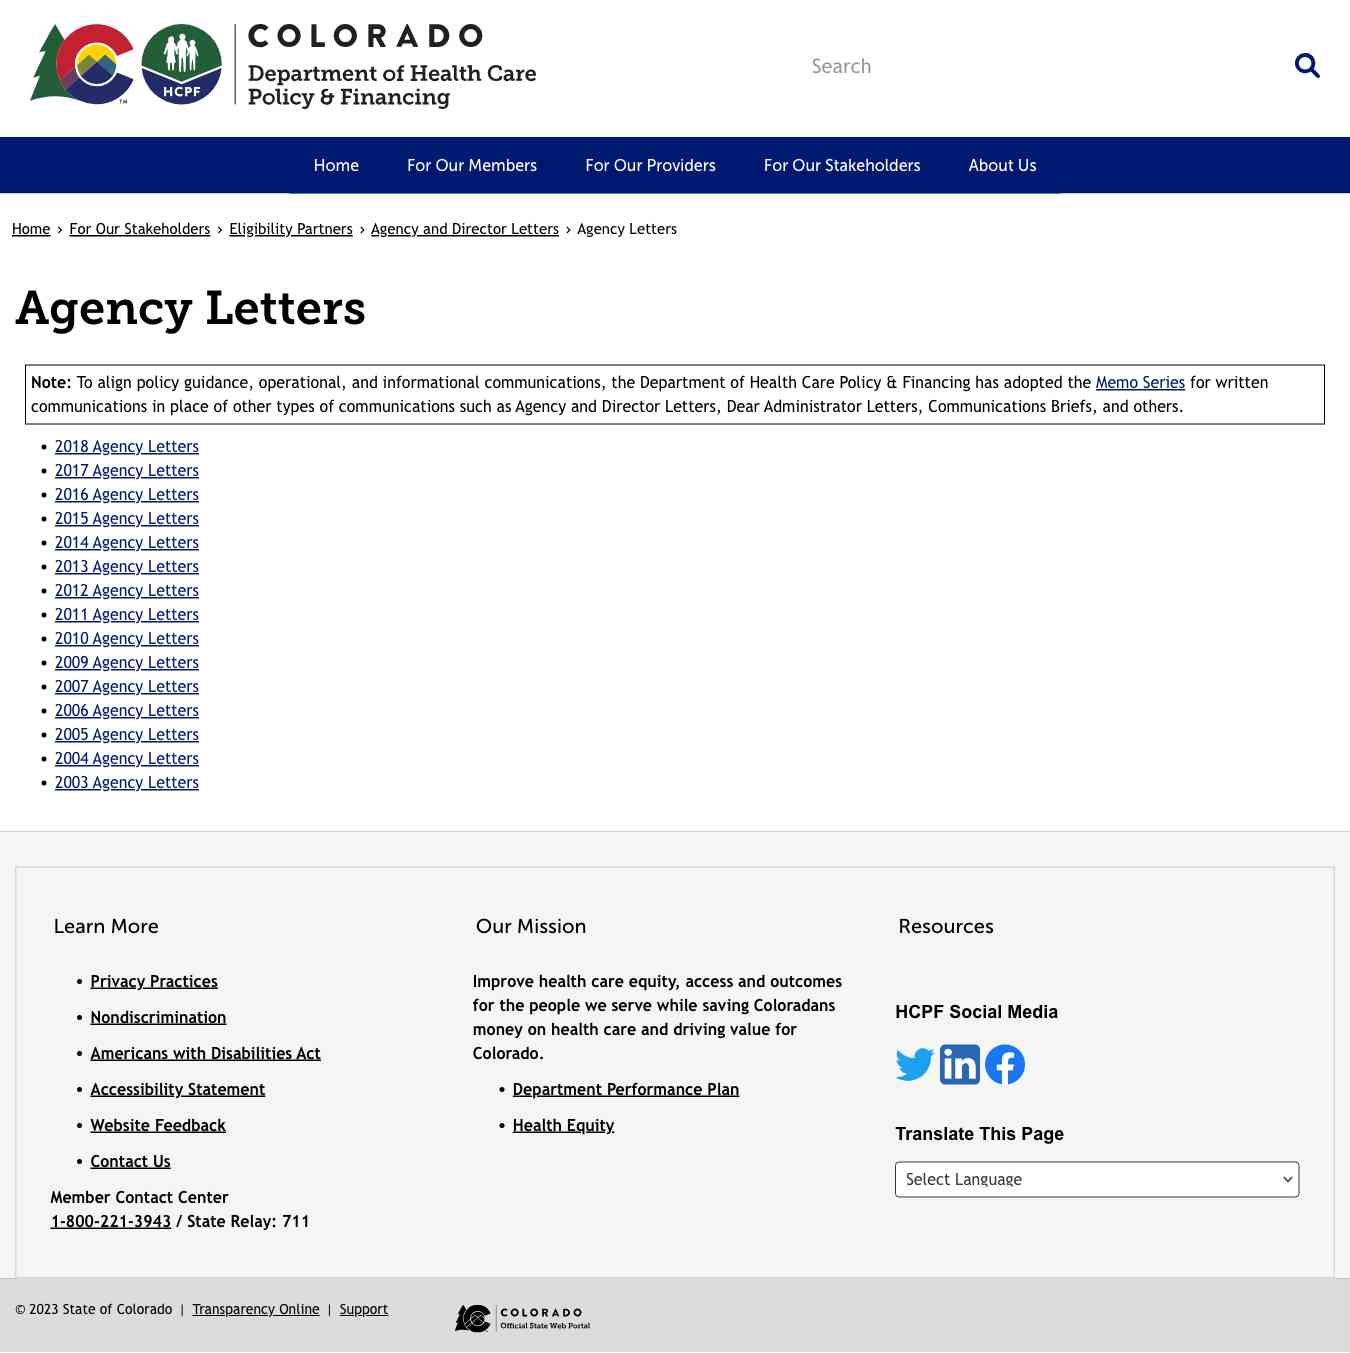 COLORADO
Department of Health Care
Policy & Financing
HCPF
TM
Search
Home
For Our Members
For Our Providers
For Our Stakeholders
About Us
Home › For Our Stakeholders › Eligibility Partners › Agency and Director Letters › Agency Letters
Agency Letters
Note: To align policy guidance, operational, and informational communications, the Department of Health Care Policy & Financing has adopted the Memo Series for written
communications in place of other types of communications such as Agency and Director Letters, Dear Administrator Letters, Communications Briefs, and others.
• 2018 Agency Letters
• 2017 Agency Letters
• 2016 Agency Letters
• 2015 Agency Letters
• 2014 Agency Letters
• 2013 Agency Letters
• 2012 Agency Letters
• 2011 Agency Letters
• 2010 Agency Letters
• 2009 Agency Letters
• 2007 Agency Letters
• 2006 Agency Letters
• 2005 Agency Letters
• 2004 Agency Letters
• 2003 Agency Letters
Learn More
• Privacy Practices
• Nondiscrimination
• Americans with Disabilities Act
• Accessibility Statement
• Website Feedback
• Contact Us
Member Contact Center
1-800-221-3943 / State Relay: 711
Our Mission
Improve health care equity, access and outcomes
for the people we serve while saving Coloradans
money on health care and driving value for
Colorado.
• Department Performance Plan
• Health Equity
Resources
HCPF Social Media
Translate This Page
Select Language
© 2023 State of Colorado | Transparency Online | Support
COLORADO
Official State Web Portal